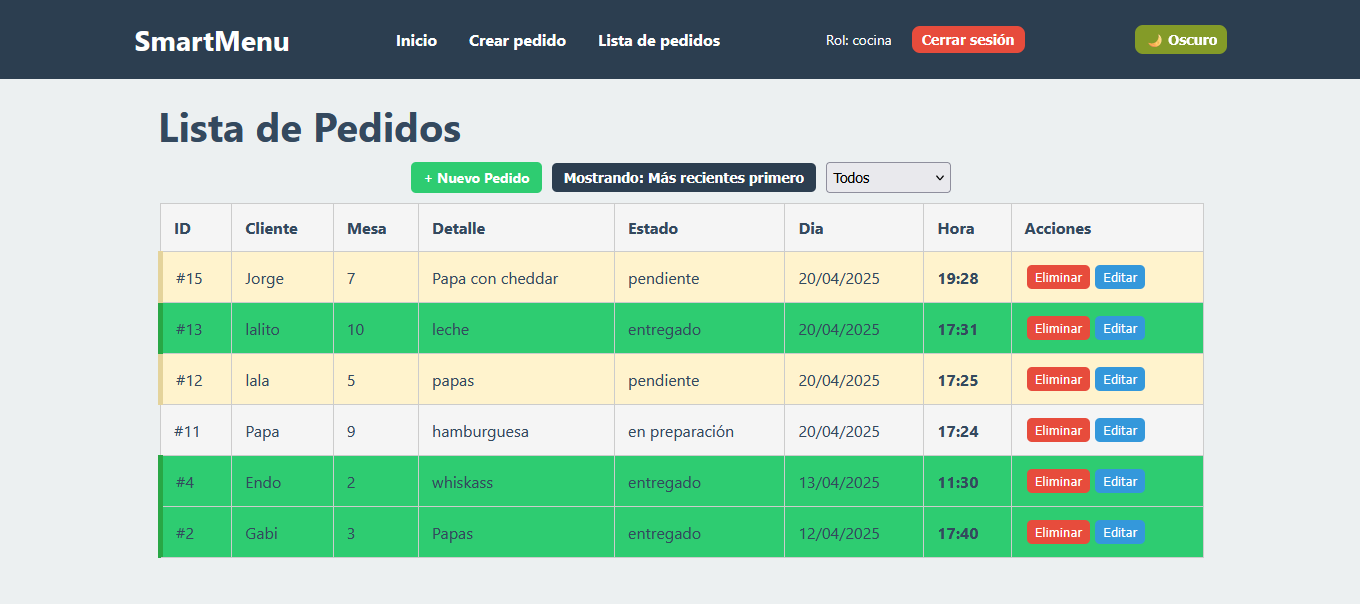 SmartMenu Inicio Crear pedido Lista de pedidos Rol: cocina Cerrar sesión 🌙 Oscuro
Lista de Pedidos
+ Nuevo Pedido Mostrando: Más recientes primero Todos
ID Cliente Mesa Detalle Estado Dia Hora Acciones
#15 Jorge 7 Papa con cheddar pendiente 20/04/2025 19:28 Eliminar Editar
#13 lalito 10 leche entregado 20/04/2025 17:31 Eliminar Editar
#12 lala 5 papas pendiente 20/04/2025 17:25 Eliminar Editar
#11 Papa 9 hamburguesa en preparación 20/04/2025 17:24 Eliminar Editar
#4 Endo 2 whiskass entregado 13/04/2025 11:30 Eliminar Editar
#2 Gabi 3 Papas entregado 12/04/2025 17:40 Eliminar Editar